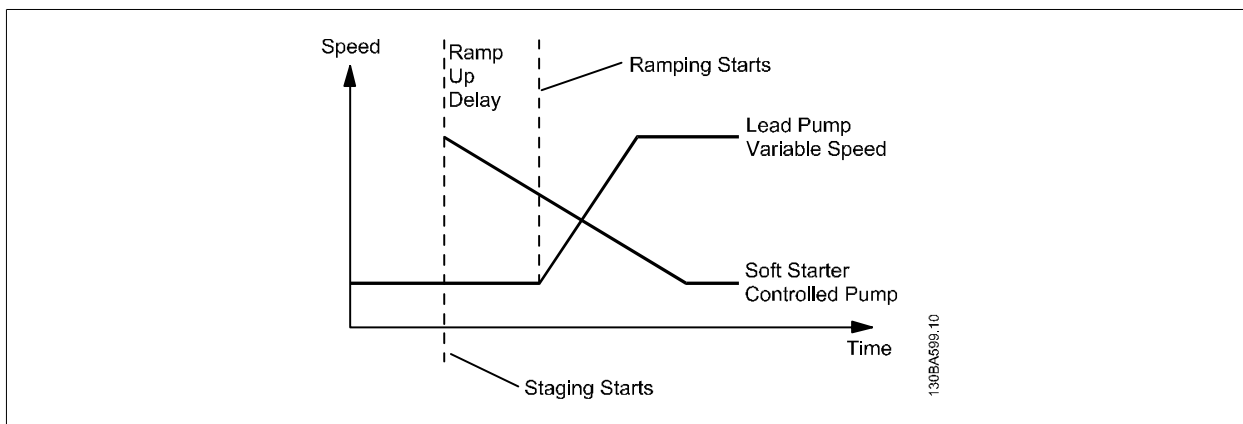 Speed
Ramp
Up
Delay
Ramping Starts
Lead Pump
Variable Speed
Soft Starter
Controlled Pump
Time
Staging Starts
130BA599.10